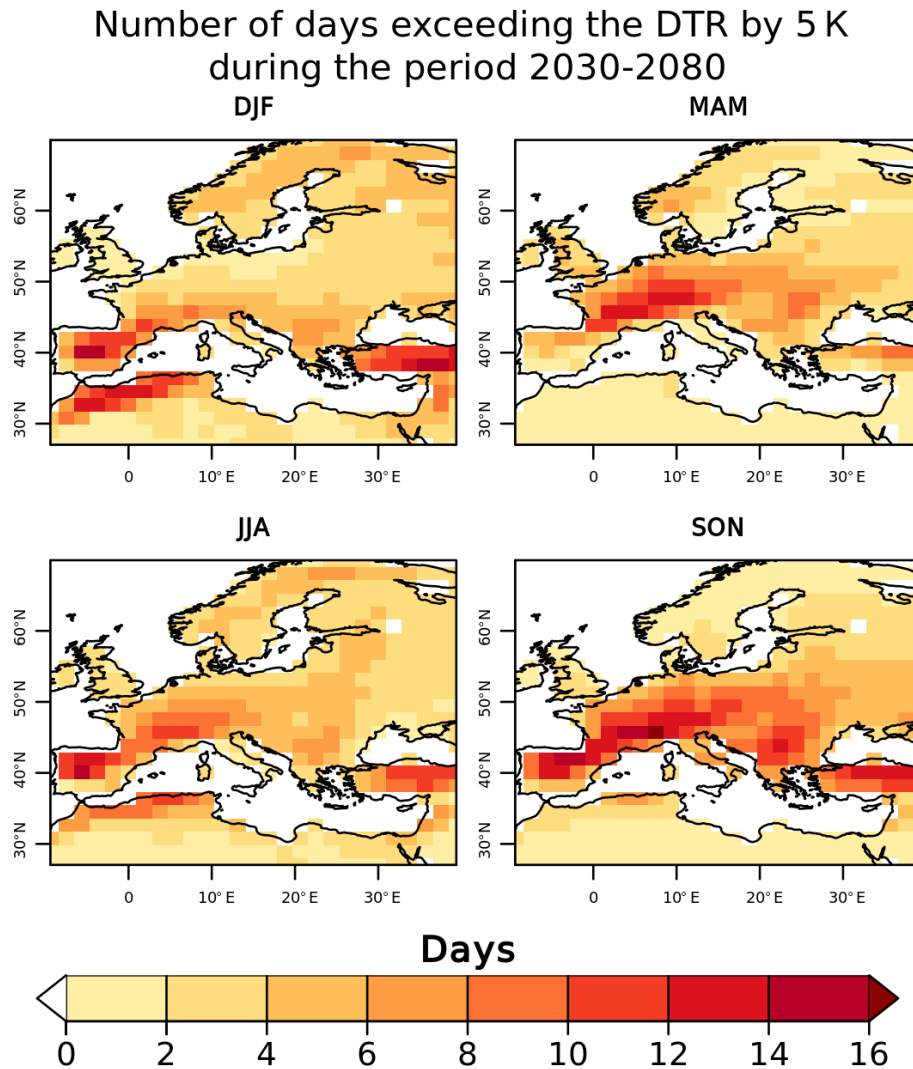 Number of days exceeding the DTR by 5 K
during the period 2030-2080
DJF
MAM
60°N
50°N
40°N
30°N
0
10°E
20°E
30°E
60°N
50°N
40°N
30°N
0
10°E
20°E
30°E
JJA
SON
60°N
50°N
40°N
30°N
0
10°E
20°E
30°E
60°N
50°N
40°N
30°N
0
10°E
20°E
30°E
Days
0 2 4 6 8 10 12 14 16